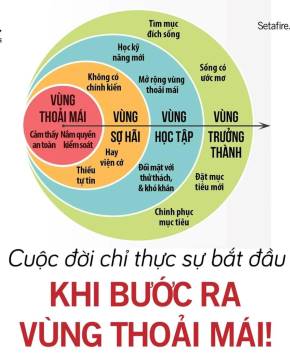 Setafire.
Tìm mục
đích sống
Học kỹ
năng mới
Sống có
ước mơ
Không có
chính kiến
Mở rộng vùng
thoải mái
VÙNG
THOẢI MÁI
VÙNG
SỢ HÃI
VÙNG
HỌC TẬP
VÙNG
TRƯỞNG
THÀNH
Cảm thấy
an toàn
Nắm quyền
kiểm soát
Hay
viện cớ
Thiếu
tự tin
Đối mặt với
thử thách,
& khó khăn
Đặt mục
tiêu mới
Chinh phục
mục tiêu
Cuộc đời chỉ thực sự bắt đầu
KHI BƯỚC RA
VÙNG THOẢI MÁI!